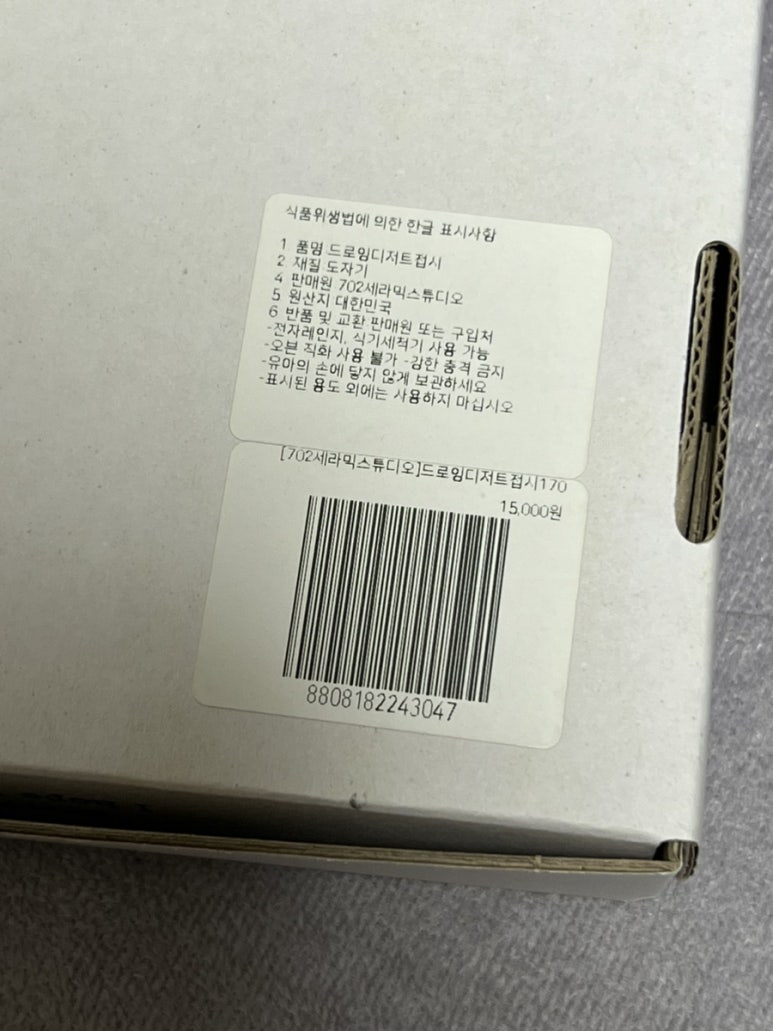 식품위생법에 의한 한글 표시사항
1 품명 드로잉디저트접시
2 재질 도자기
4 판매원 702세라믹스튜디오
5 원산지 대한민국
6 반품 및 교환 판매원 또는 구입처
-전자레인지, 식기세척기 사용 가능
-오븐 직화 사용 불가 -강한 충격 금지
-유아의 손에 닿지 않게 보관하세요
-표시된 용도 외에는 사용하지 마십시오
[702세라믹스튜디오]드로잉디저트접시170
15,000원
8808182243047